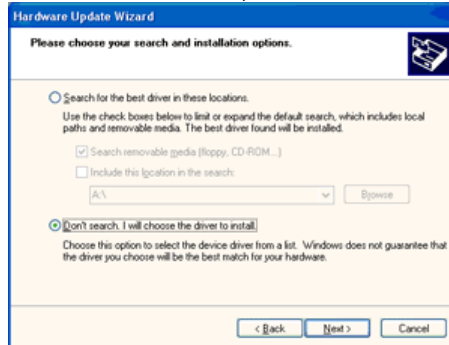 Hardware Update Wizard
Please choose your search and installation options.
Search for the best driver in these locations.
Use the check boxes below to limit or expand the default search, which includes local
paths and removable media. The best driver found will be installed.
Search removable media (floppy, CD-ROM...)
Include this location in the search:
A:\
Browse
Don't search. I will choose the driver to install.
Choose this option to select the device driver from a list. Windows does not guarantee that
the driver you choose will be the best match for your hardware.
< Back
Next >
Cancel